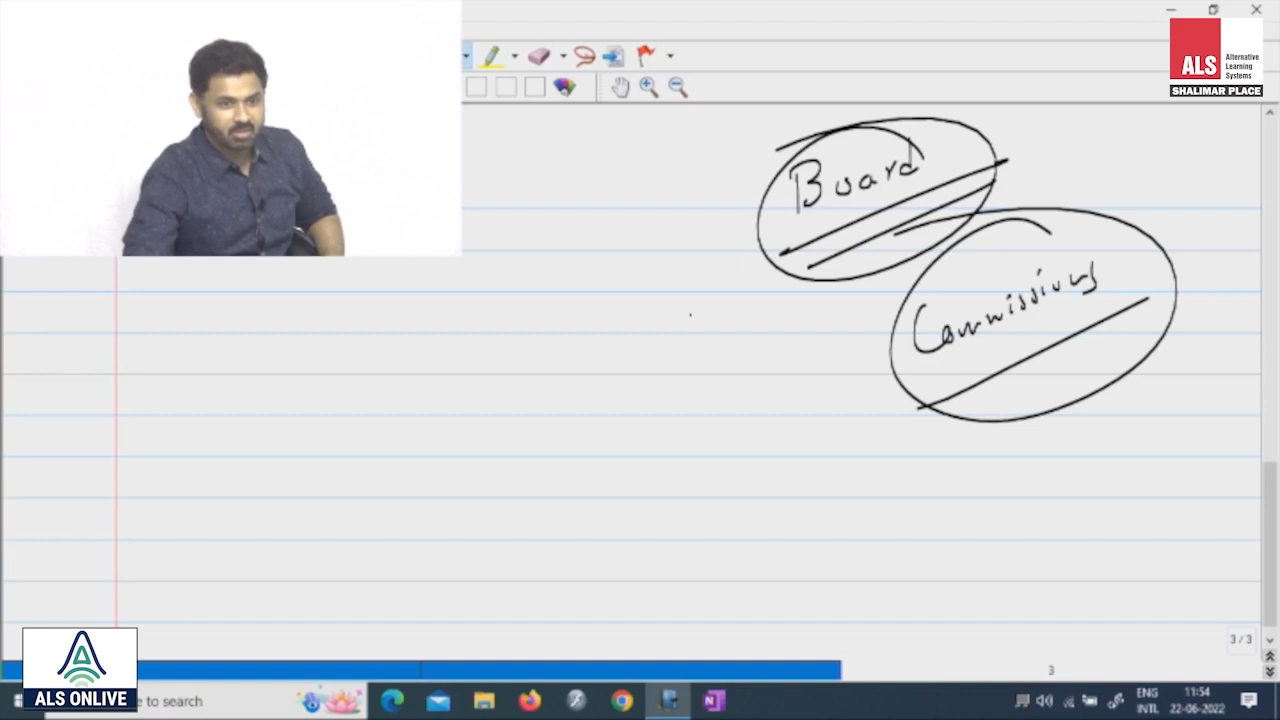 ALS
Alternative
Learning
Systems
SHALIMAR PLACE
Board
Commissions
3 / 3
3
ALS ONLIVE
e to search
ENG
INTL
11:54
22-06-2022